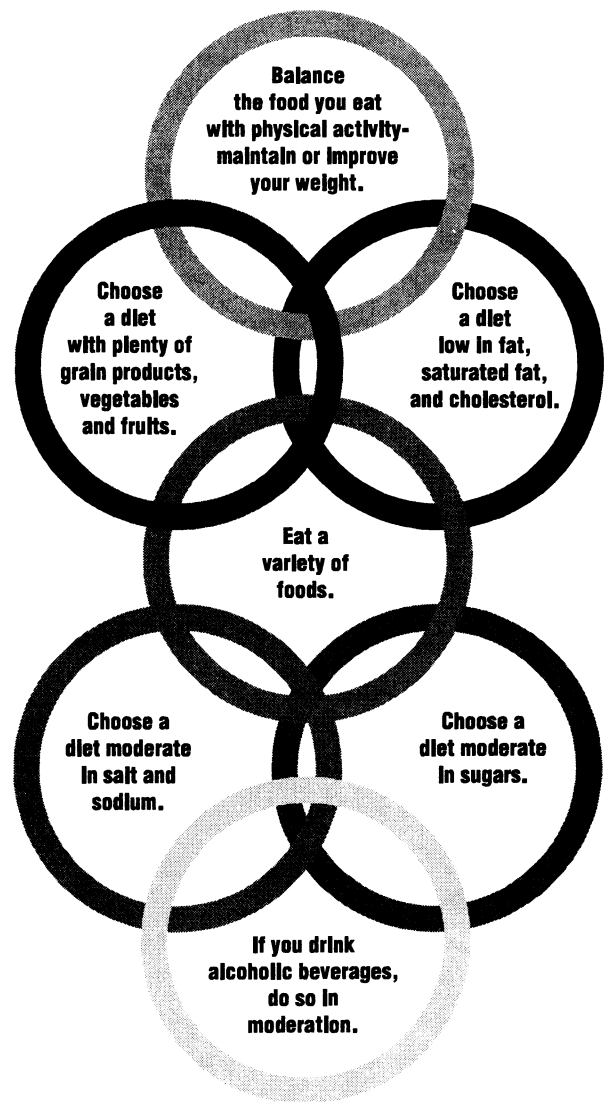 Balance
the food you eat
with physical activity-
maintain or improve
your weight.
Choose
a diet
with plenty of
grain products,
vegetables
and fruits.
Choose
a diet
low in fat,
saturated fat,
and cholesterol.
Eat a
variety of
foods.
Choose a
diet moderate
in salt and
sodium.
Choose a
diet moderate
in sugars.
If you drink
alcoholic beverages,
do so in
moderation.